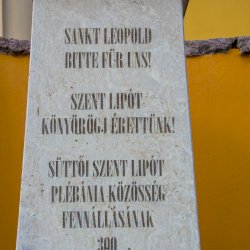 SANKT LEOPOLD
BITTE FÜR UNS!
SZENT LIPÓT
KÖNYÖRÖGJ ÉRETTÜNK!
SÜTTŐI SZENT LIPÓT
PLÉBÁNIA KÖZÖSSÉG
FENNÁLLÁSÁNAK
300